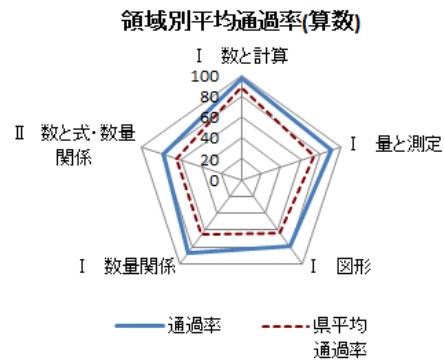 領域別平均通過率(算数)
Ⅰ　数と計算
100
80
60
40
20
0
Ⅰ　量と測定
Ⅰ　図形
Ⅰ　数量関係
Ⅱ　数と式・数量
関係
通過率
県平均
通過率